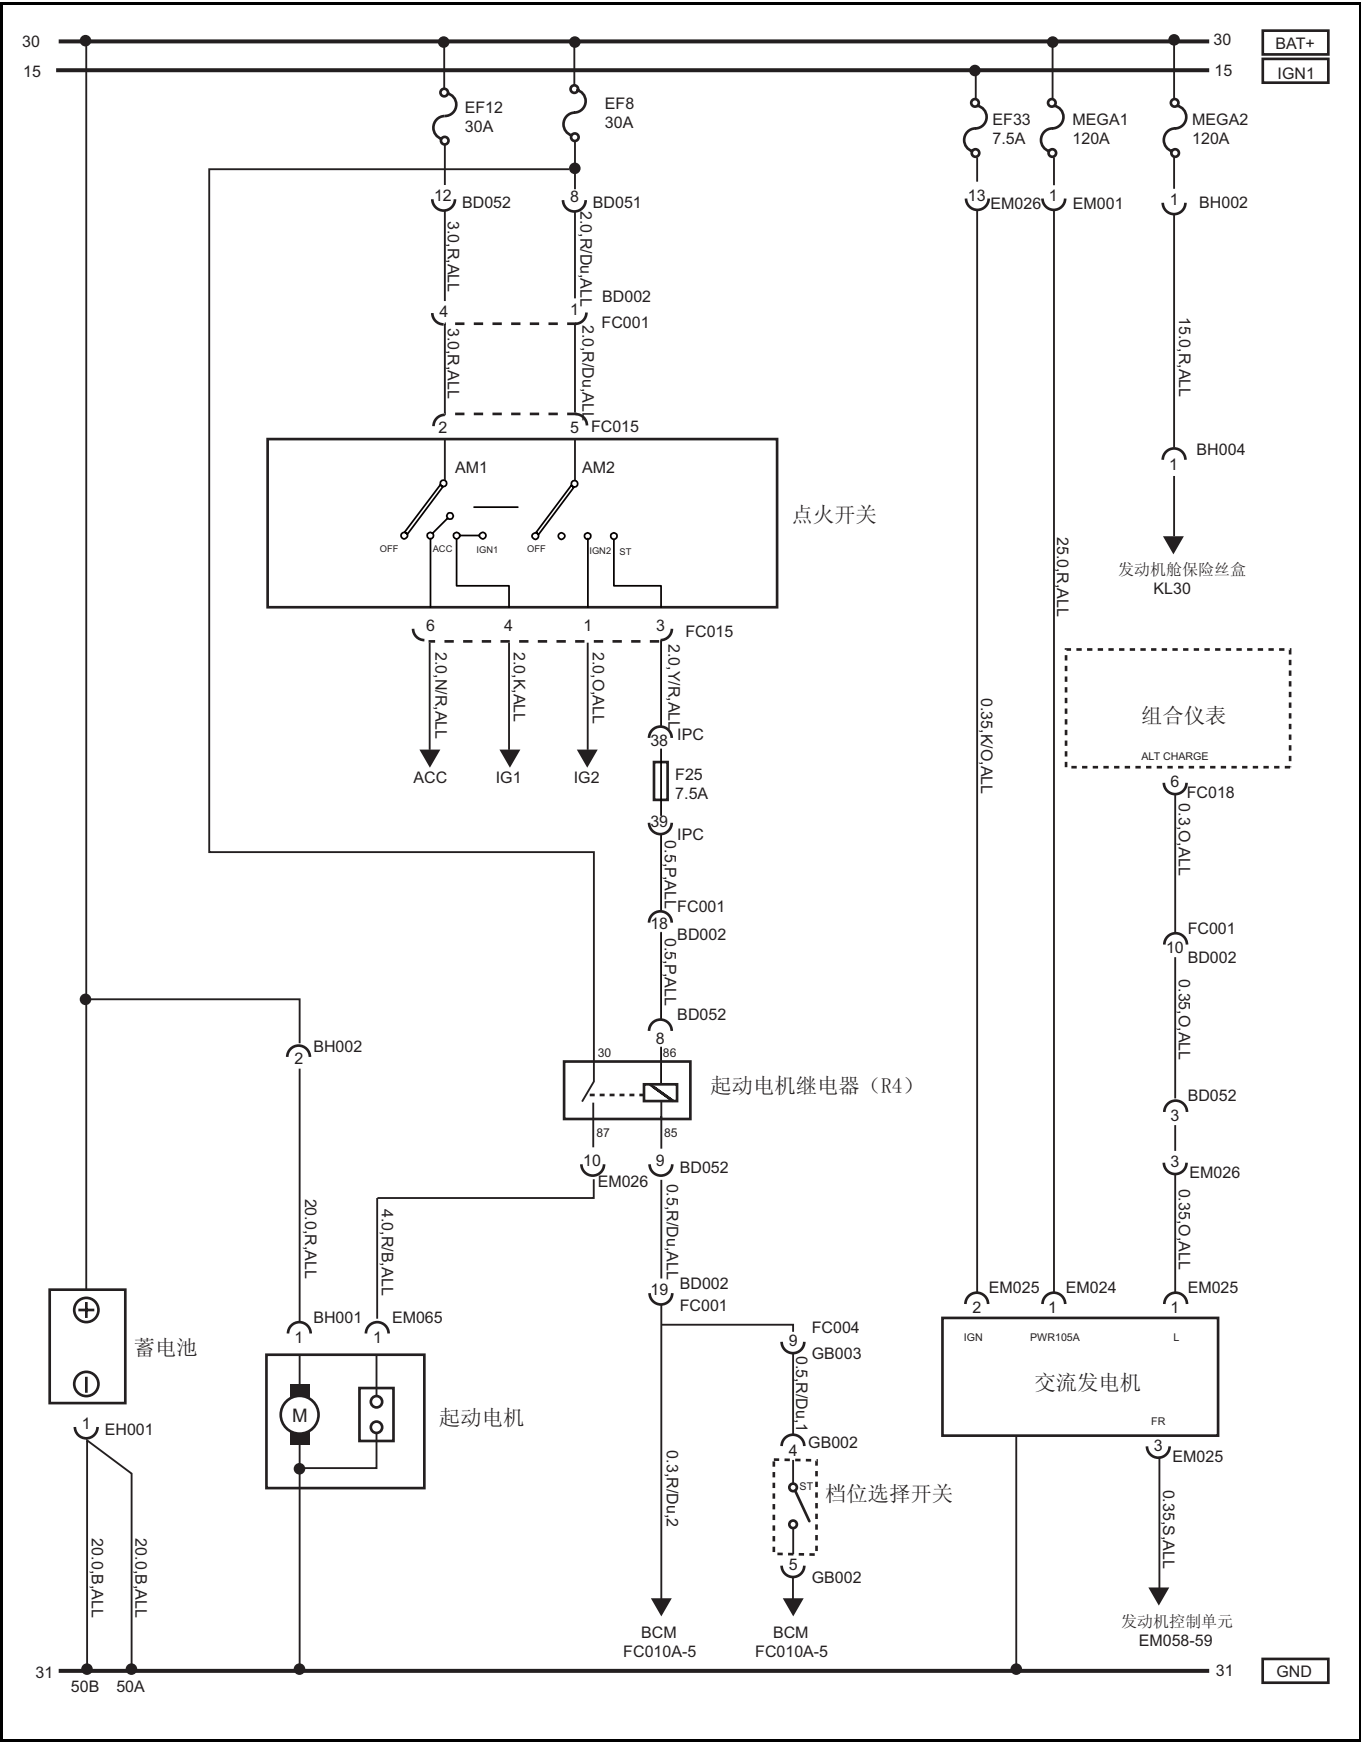 30
30
BAT+
15
15
IGN1
EF12
30A
EF8
30A
EF33
7.5A
MEGA1
120A
MEGA2
120A
12
BD052
8
BD051
13
EM026
1
EM001
1
BH002
3.0,R,ALL
2.0,R/Du,ALL
4
1
BD002
FC001
3.0,R,ALL
2.0,R/Du,ALL
15.0,R,ALL
2
5
FC015
BH004
1
AM1
AM2
点火开关
OFF
ACC
IGN1
OFF
IGN2
ST
25.0,R,ALL
发动机舱保险丝盒
KL30
6
4
1
3
FC015
2.0,N/R,ALL
2.0,K,ALL
2.0,O,ALL
2.0,Y/R,ALL
0.35,K/O,ALL
组合仪表
ALT CHARGE
38
IPC
ACC
IG1
IG2
F25
7.5A
6
FC018
39
IPC
0.3,O,ALL
0.5,P,ALL
FC001
18
BD002
FC001
10
BD002
0.5,P,ALL
0.35,O,ALL
BD052
8
BH002
2
30
86
起动电机继电器（R4）
BD052
3
87
85
10
EM026
9
BD052
3
EM026
20.0,R,ALL
4.0,R/B,ALL
0.5,R/Du,ALL
0.35,O,ALL
19
BD002
FC001
EM025
2
EM024
1
EM025
1
BH001
1
EM065
1
FC004
9
GB003
蓄电池
IGN
PWR105A
L
交流发电机
0.5,R/Du,1
M
起动电机
FR
1
EH001
GB002
4
3
EM025
0.3,R/Du,2
ST
档位选择开关
0.35,S,ALL
20.0,B,ALL
20.0,B,ALL
5
GB002
BCM
FC010A-5
BCM
FC010A-5
发动机控制单元
EM058-59
31
31
GND
50B
50A